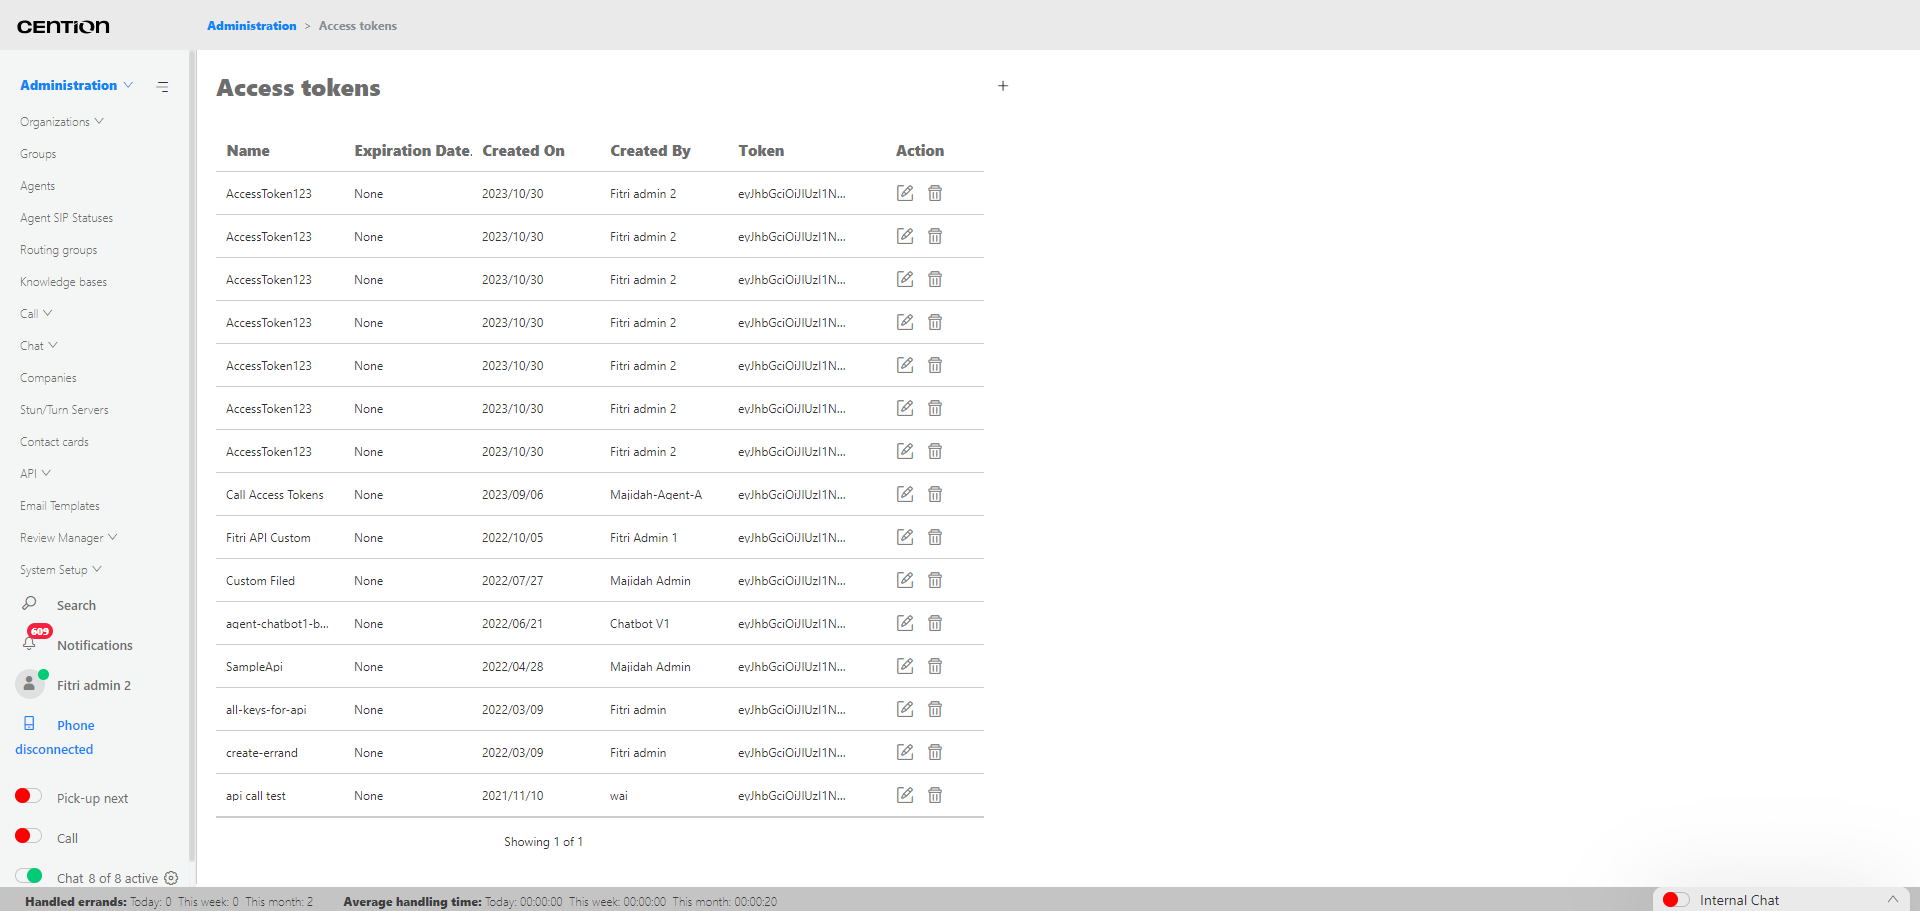 CENTION
Administration > Access tokens
Administration
Organizations
Groups
Agents
Agent SIP Statuses
Routing groups
Knowledge bases
Call
Chat
Companies
Stun/Turn Servers
Contact cards
API
Email Templates
Review Manager
System Setup
Search
609
Notifications
Fitri admin 2
Phone
disconnected
Pick-up next
Call
Chat 8 of 8 active
Access tokens +
Name Expiration Date. Created On Created By Token Action
AccessToken123 None 2023/10/30 Fitri admin 2 eyJhbGciOiJIUzI1N...
AccessToken123 None 2023/10/30 Fitri admin 2 eyJhbGciOiJIUzI1N...
AccessToken123 None 2023/10/30 Fitri admin 2 eyJhbGciOiJIUzI1N...
AccessToken123 None 2023/10/30 Fitri admin 2 eyJhbGciOiJIUzI1N...
AccessToken123 None 2023/10/30 Fitri admin 2 eyJhbGciOiJIUzI1N...
AccessToken123 None 2023/10/30 Fitri admin 2 eyJhbGciOiJIUzI1N...
AccessToken123 None 2023/10/30 Fitri admin 2 eyJhbGciOiJIUzI1N...
Call Access Tokens None 2023/09/06 Majidah-Agent-A eyJhbGciOiJIUzI1N...
Fitri API Custom None 2022/10/05 Fitri Admin 1 eyJhbGciOiJIUzI1N...
Custom Filed None 2022/07/27 Majidah Admin eyJhbGciOiJIUzI1N...
agent-chatbot1-b... None 2022/06/21 Chatbot V1 eyJhbGciOiJIUzI1N...
SampleApi None 2022/04/28 Majidah Admin eyJhbGciOiJIUzI1N...
all-keys-for-api None 2022/03/09 Fitri admin eyJhbGciOiJIUzI1N...
create-errand None 2022/03/09 Fitri admin eyJhbGciOiJIUzI1N...
api call test None 2021/11/10 wai eyJhbGciOiJIUzI1N...
Showing 1 of 1
Handled errands: Today: 0 This week: 0 This month: 2 Average handling time: Today: 00:00:00 This week: 00:00:00 This month: 00:00:20
Internal Chat